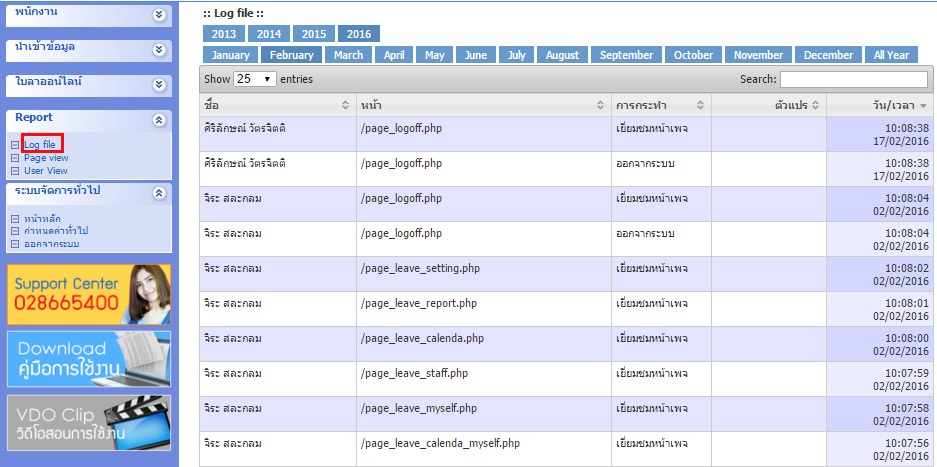 พนักงาน
นำเข้าข้อมูล
ใบลาออนไลน์
Report
Log file
Page view
User View
ระบบจัดการทั่วไป
หน้าหลัก
กำหนดค่าทั่วไป
ออกจากระบบ
Support Center
028665400
Download
คู่มือการใช้งาน
VDO Clip
วิดีโอสอนการใช้งาน
:: Log file ::
2013 2014 2015 2016
January February March April May June July August September October November December All Year
Show 25 entries Search:
ชื่อ หน้า การกระทำ ตัวแปร วัน/เวลา
ศิริลักษณ์ วัตรจิตติ /page_logoff.php เยี่ยมชมหน้าเพจ 10:08:38
17/02/2016
ศิริลักษณ์ วัตรจิตติ /page_logoff.php ออกจากระบบ 10:08:38
17/02/2016
จิระ สละกลม /page_logoff.php เยี่ยมชมหน้าเพจ 10:08:04
02/02/2016
จิระ สละกลม /page_logoff.php ออกจากระบบ 10:08:04
02/02/2016
จิระ สละกลม /page_leave_setting.php เยี่ยมชมหน้าเพจ 10:08:02
02/02/2016
จิระ สละกลม /page_leave_report.php เยี่ยมชมหน้าเพจ 10:08:01
02/02/2016
จิระ สละกลม /page_leave_calenda.php เยี่ยมชมหน้าเพจ 10:08:00
02/02/2016
จิระ สละกลม /page_leave_staff.php เยี่ยมชมหน้าเพจ 10:07:59
02/02/2016
จิระ สละกลม /page_leave_myself.php เยี่ยมชมหน้าเพจ 10:07:58
02/02/2016
จิระ สละกลม /page_leave_calenda_myself.php เยี่ยมชมหน้าเพจ 10:07:56
02/02/2016